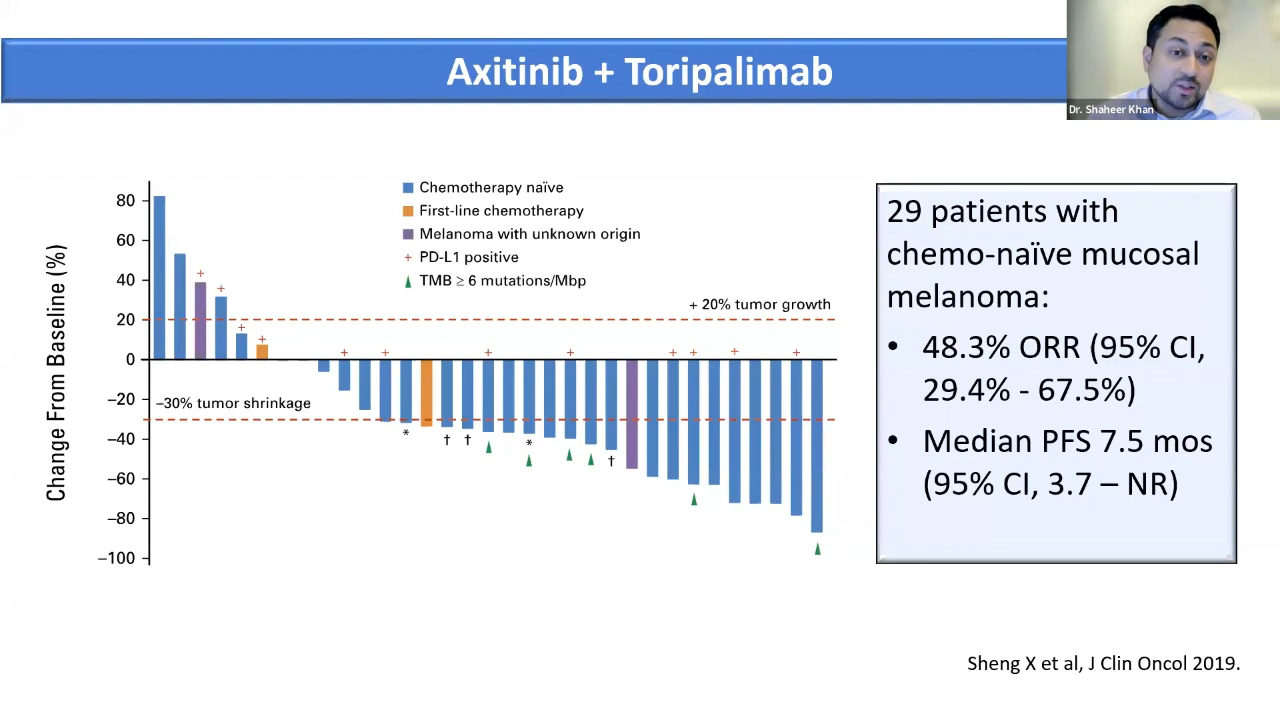 Axitinib + Toripalimab
Dr. Shaheer Khan
Change From Baseline (%)
80
60
40
20
0
–20
–40
–60
–80
–100
Chemotherapy naïve
First-line chemotherapy
Melanoma with unknown origin
+ PD-L1 positive
TMB ≥ 6 mutations/Mbp
+ 20% tumor growth
–30% tumor shrinkage
+ + + + + + + + + + + +
* † † * †
29 patients with
chemo-naïve mucosal
melanoma:
• 48.3% ORR (95% CI,
29.4% - 67.5%)
• Median PFS 7.5 mos
(95% CI, 3.7 – NR)
Sheng X et al, J Clin Oncol 2019.